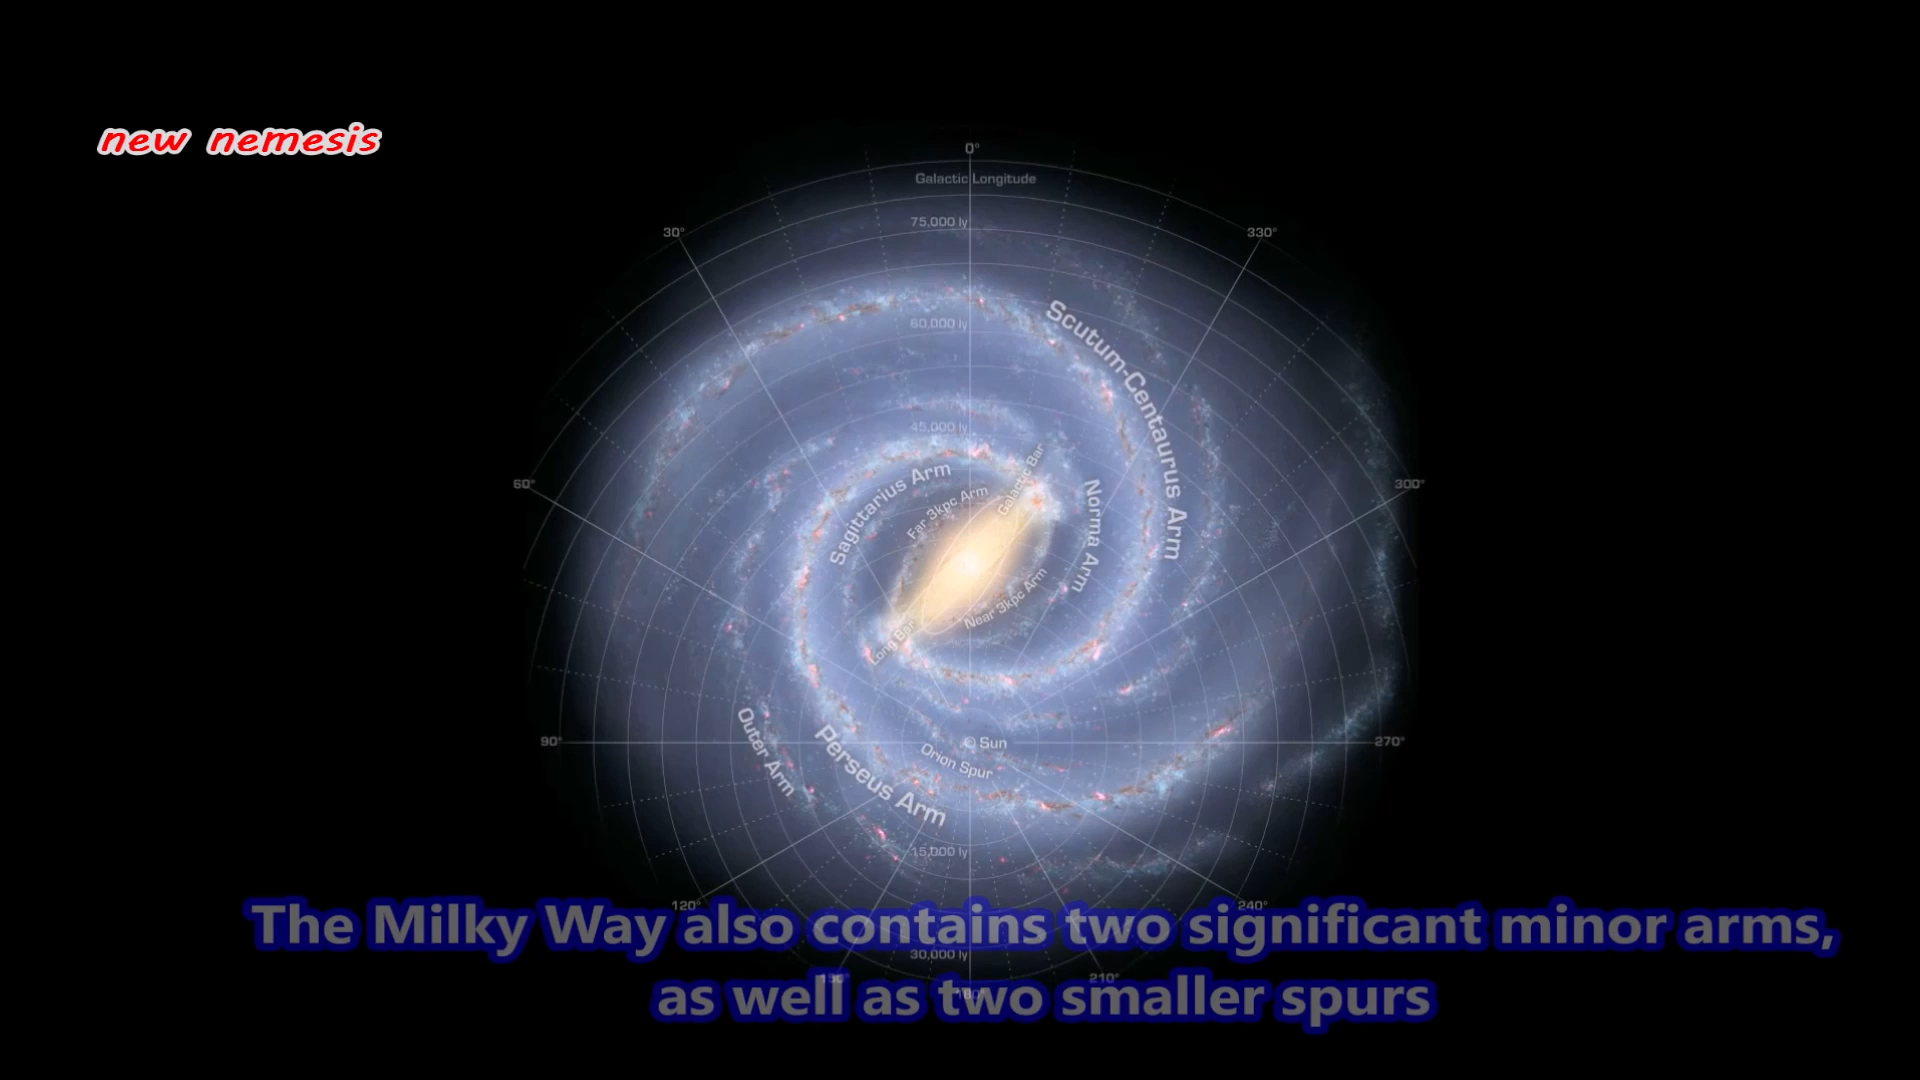 new nemesis
0°
Galactic Longitude
75,000 ly
30°
330°
60,000 ly
Scutum-Centaurus Arm
45,000 ly
Sagittarius Arm
Far 3kpc Arm
Galactic Bar
Norma Arm
60°
300°
Near 3kpc Arm
Long Bar
90°
Sun
270°
Outer Arm
Perseus Arm
Orion Spur
15,000 ly
120°
240°
The Milky Way also contains two significant minor arms,
30,000 ly
150°
210°
180°
as well as two smaller spurs